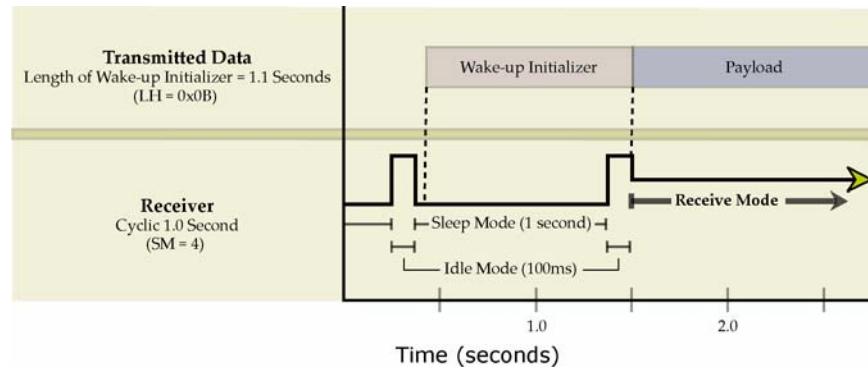 Transmitted Data
Length of Wake-up Initializer = 1.1 Seconds
(LH = 0x0B)
Wake-up Initializer
Payload
Receiver
Cyclic 1.0 Second
(SM = 4)
Sleep Mode (1 second)
Receive Mode
Idle Mode (100ms)
1.0
2.0
Time (seconds)